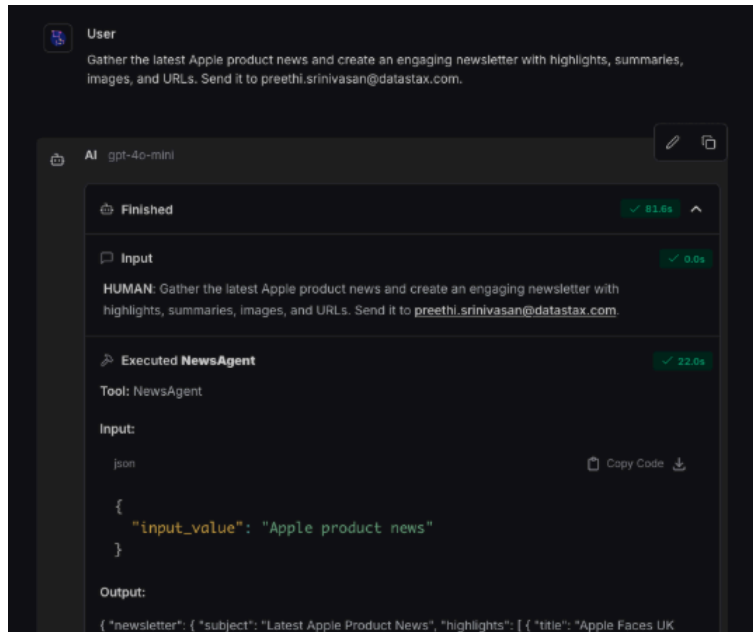 User
Gather the latest Apple product news and create an engaging newsletter with highlights, summaries,
images, and URLs. Send it to preethi.srinivasan@datastax.com.
AI gpt-4o-mini
Finished 81.6s
Input 0.0s
HUMAN: Gather the latest Apple product news and create an engaging newsletter with
highlights, summaries, images, and URLs. Send it to preethi.srinivasan@datastax.com.
Executed NewsAgent 22.0s
Tool: NewsAgent
Input:
json Copy Code
{
"input_value": "Apple product news"
}
Output:
{ "newsletter": { "subject": "Latest Apple Product News", "highlights": [ { "title": "Apple Faces UK